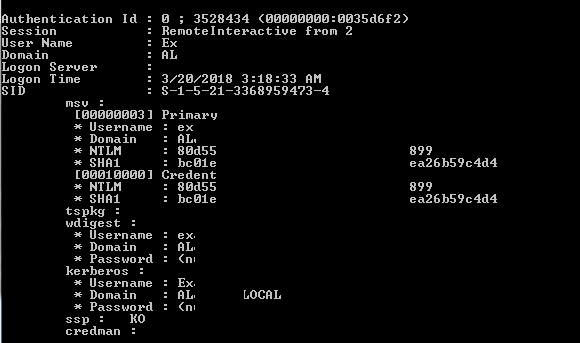 Authentication Id : 0 ; 3528434 (00000000:0035d6f2)
Session : RemoteInteractive from 2
User Name : Ex
Domain : AL
Logon Server :
Logon Time : 3/20/2018 3:18:33 AM
SID : S-1-5-21-3368959473-4
msv :
[00000003] Primary
* Username : ex
* Domain : AL
* NTLM : 80d55 899
* SHA1 : bc01e ea26b59c4d4
[00010000] Credent
* NTLM : 80d55 899
* SHA1 : bc01e ea26b59c4d4
tspkg :
wdigest :
* Username : ex
* Domain : AL
* Password : (n
kerberos :
* Username : Ex
* Domain : AL LOCAL
* Password : (n
ssp : KO
credman :